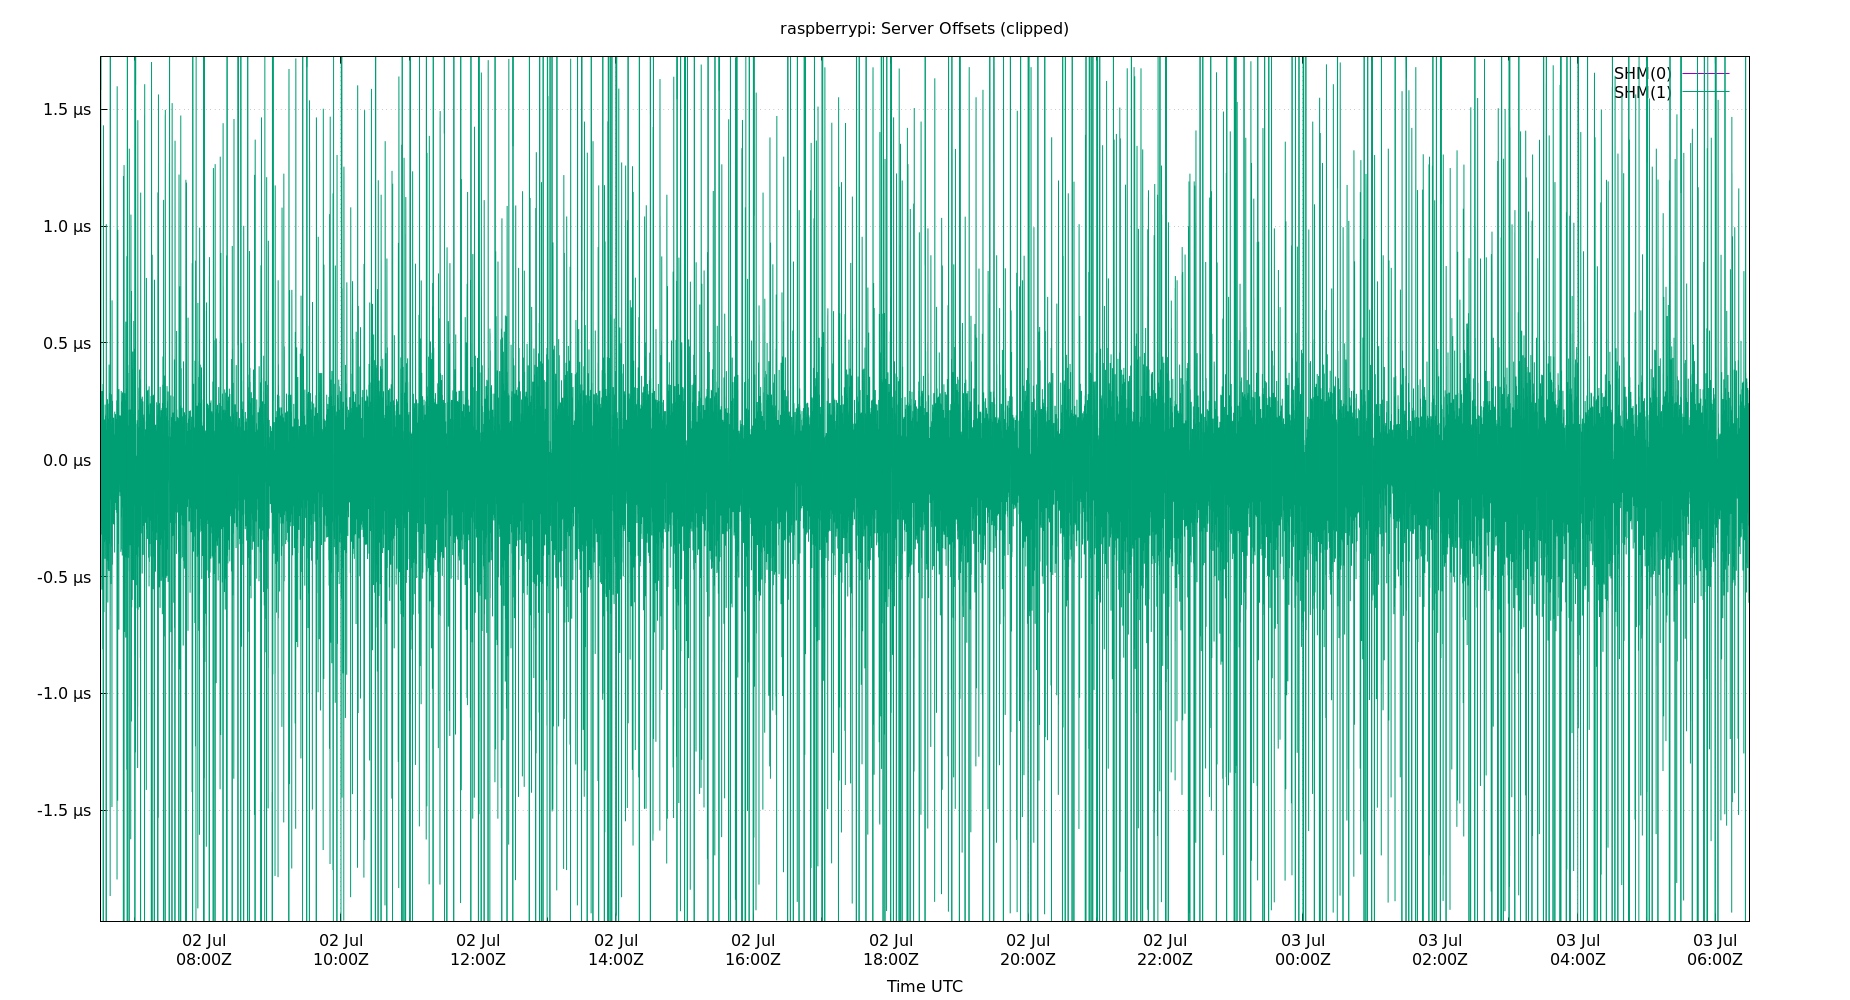 raspberrypi: Server Offsets (clipped)
SHM(0)
SHM(1)
1.5 µs
1.0 µs
0.5 µs
0.0 µs
-0.5 µs
-1.0 µs
-1.5 µs
02 Jul 02 Jul 02 Jul 02 Jul 02 Jul 02 Jul 02 Jul 02 Jul 03 Jul 03 Jul 03 Jul 03 Jul
08:00Z 10:00Z 12:00Z 14:00Z 16:00Z 18:00Z 20:00Z 22:00Z 00:00Z 02:00Z 04:00Z 06:00Z
Time UTC